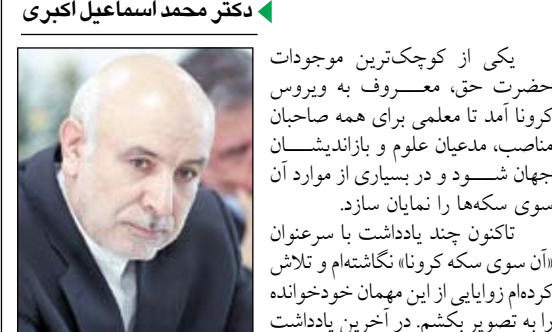 دکتر محمد اسماعیل اکبری
یکی از کوچک‌ترین موجودات
حضرت حق، معـــروف به ویروس
کرونا آمد تا معلمی برای همه صاحبان
مناصب، مدعیان علوم و بازاندیشـــان
جهان شـــود و در بسیاری از موارد آن
سوی سکه‌ها را نمایان سازد.
تاکنون چند یادداشت با سرعنوان
«آن سوی سکه کرونا» نگاشته‌ام و تلاش
کرده‌ام زوایایی از این مهمان خودخوانده
را به تصویر بکشم. در آخرین یادداشت